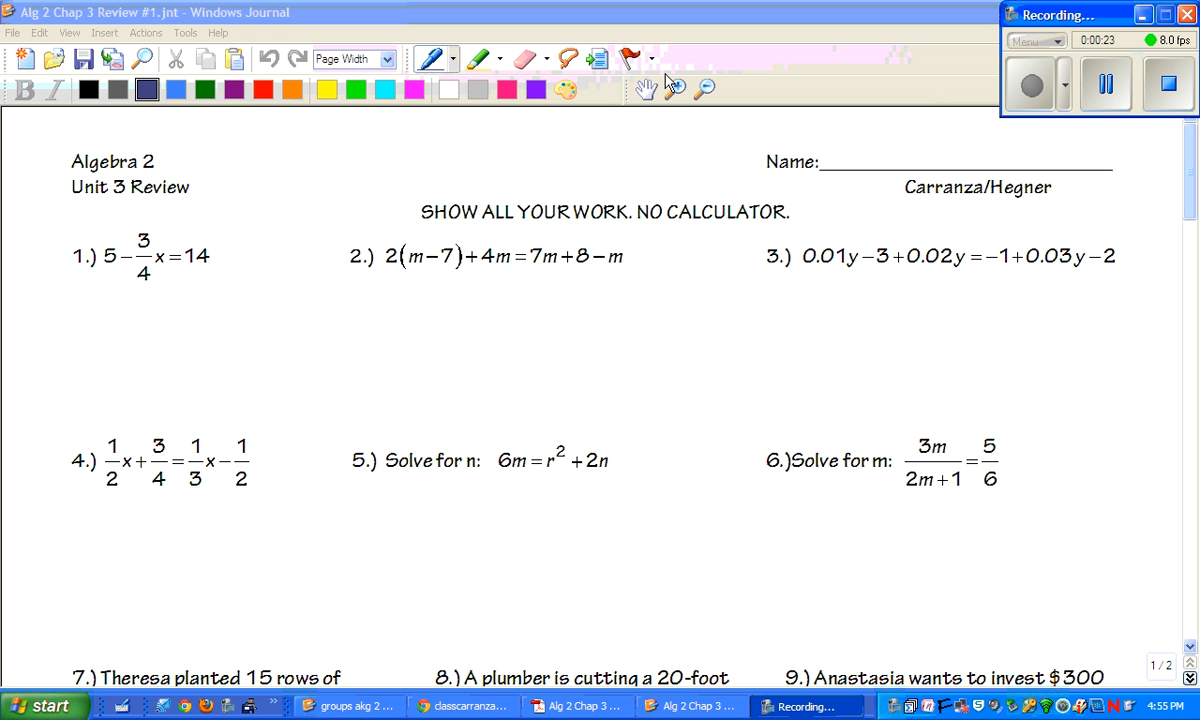 Alg 2 Chap 3 Review #1.jnt - Windows Journal
File Edit View Insert Actions Tools Help
Page Width
B I
Recording...
Menu 0:00:23 8.0 fps
Algebra 2 Name:
Unit 3 Review Carranza/Hegner
SHOW ALL YOUR WORK. NO CALCULATOR.
1.) 5 − 3/4 x = 14 2.) 2(m−7)+4m=7m+8−m 3.) 0.01y−3+0.02y=−1+0.03y−2
4.) 1/2 x + 3/4 = 1/3 x − 1/2 5.) Solve for n: 6m=r²+2n 6.)Solve for m: 3m/2m+1 = 5/6
7.) Theresa planted 15 rows of 8.) A plumber is cutting a 20-foot 9.) Anastasia wants to invest $300
1 / 2
start groups akg 2 ... classcarranza... Alg 2 Chap 3 ... Alg 2 Chap 3 ... Recording... 4:55 PM